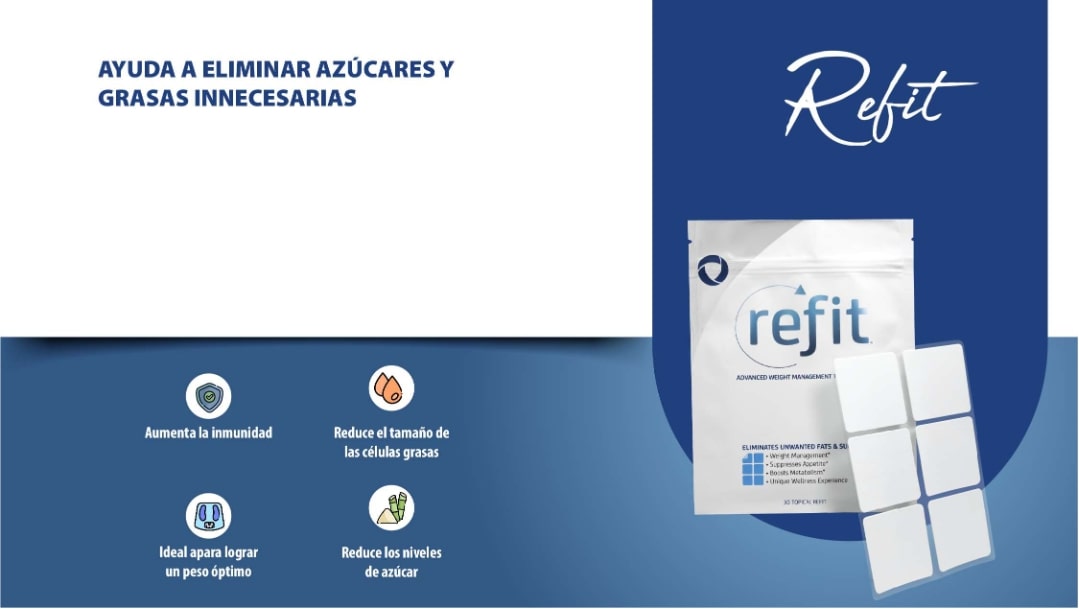 AYUDA A ELIMINAR AZÚCARES Y
GRASAS INNECESARIAS
Refit
refit
ADVANCED WEIGHT MANAGEMENT
ELIMINATES UNWANTED FATS &
• Weight Management*
• Suppresses Appetite*
• Boosts Metabolism*
• Unique Wellness Experience
30 TOPICAL
Aumenta la inmunidad
Reduce el tamaño de
las células grasas
Ideal apara lograr
un peso óptimo
Reduce los niveles
de azúcar